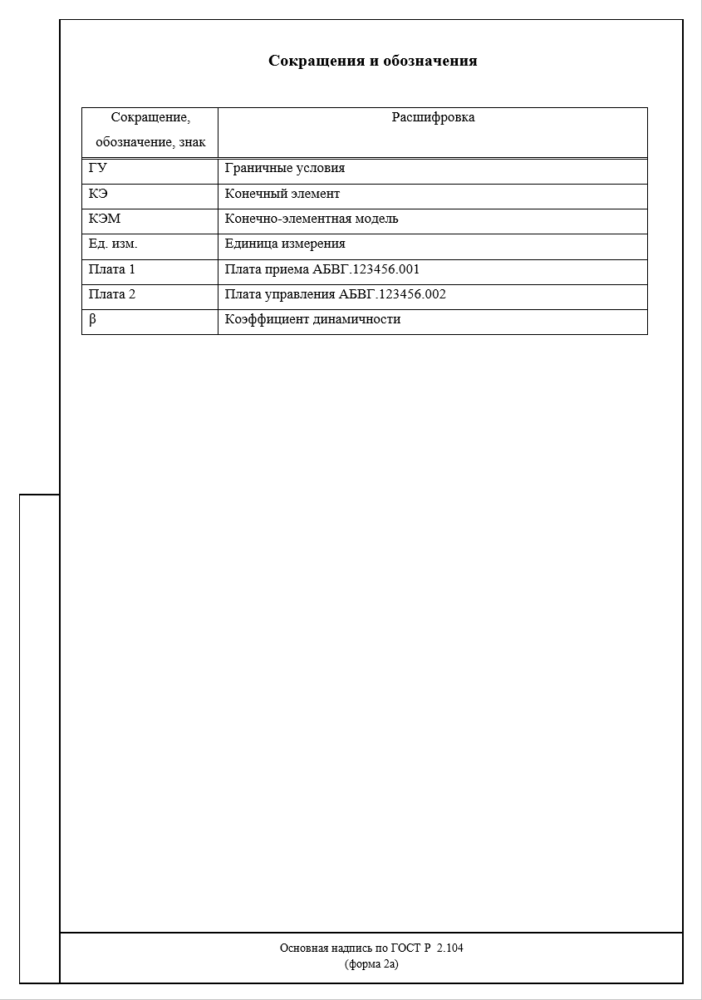 Сокращения и обозначения
Сокращение, Расшифровка
обозначение, знак
ГУ Граничные условия
КЭ Конечный элемент
КЭМ Конечно-элементная модель
Ед. изм. Единица измерения
Плата 1 Плата приема АБВГ.123456.001
Плата 2 Плата управления АБВГ.123456.002
β Коэффициент динамичности
Основная надпись по ГОСТ Р 2.104
(форма 2а)